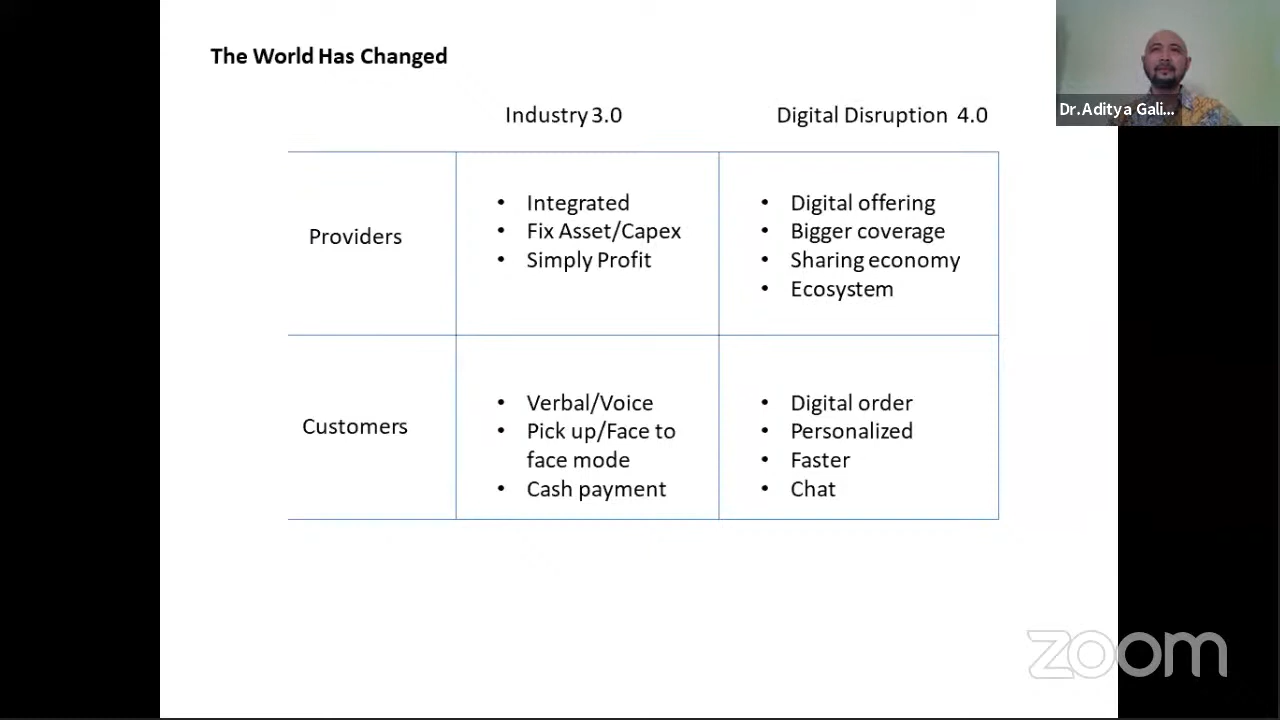 The World Has Changed
Dr.Aditya Gali...
Industry 3.0
Digital Disruption 4.0
Providers
• Integrated
• Fix Asset/Capex
• Simply Profit
• Digital offering
• Bigger coverage
• Sharing economy
• Ecosystem
Customers
• Verbal/Voice
• Pick up/Face to
face mode
• Cash payment
• Digital order
• Personalized
• Faster
• Chat
zoom